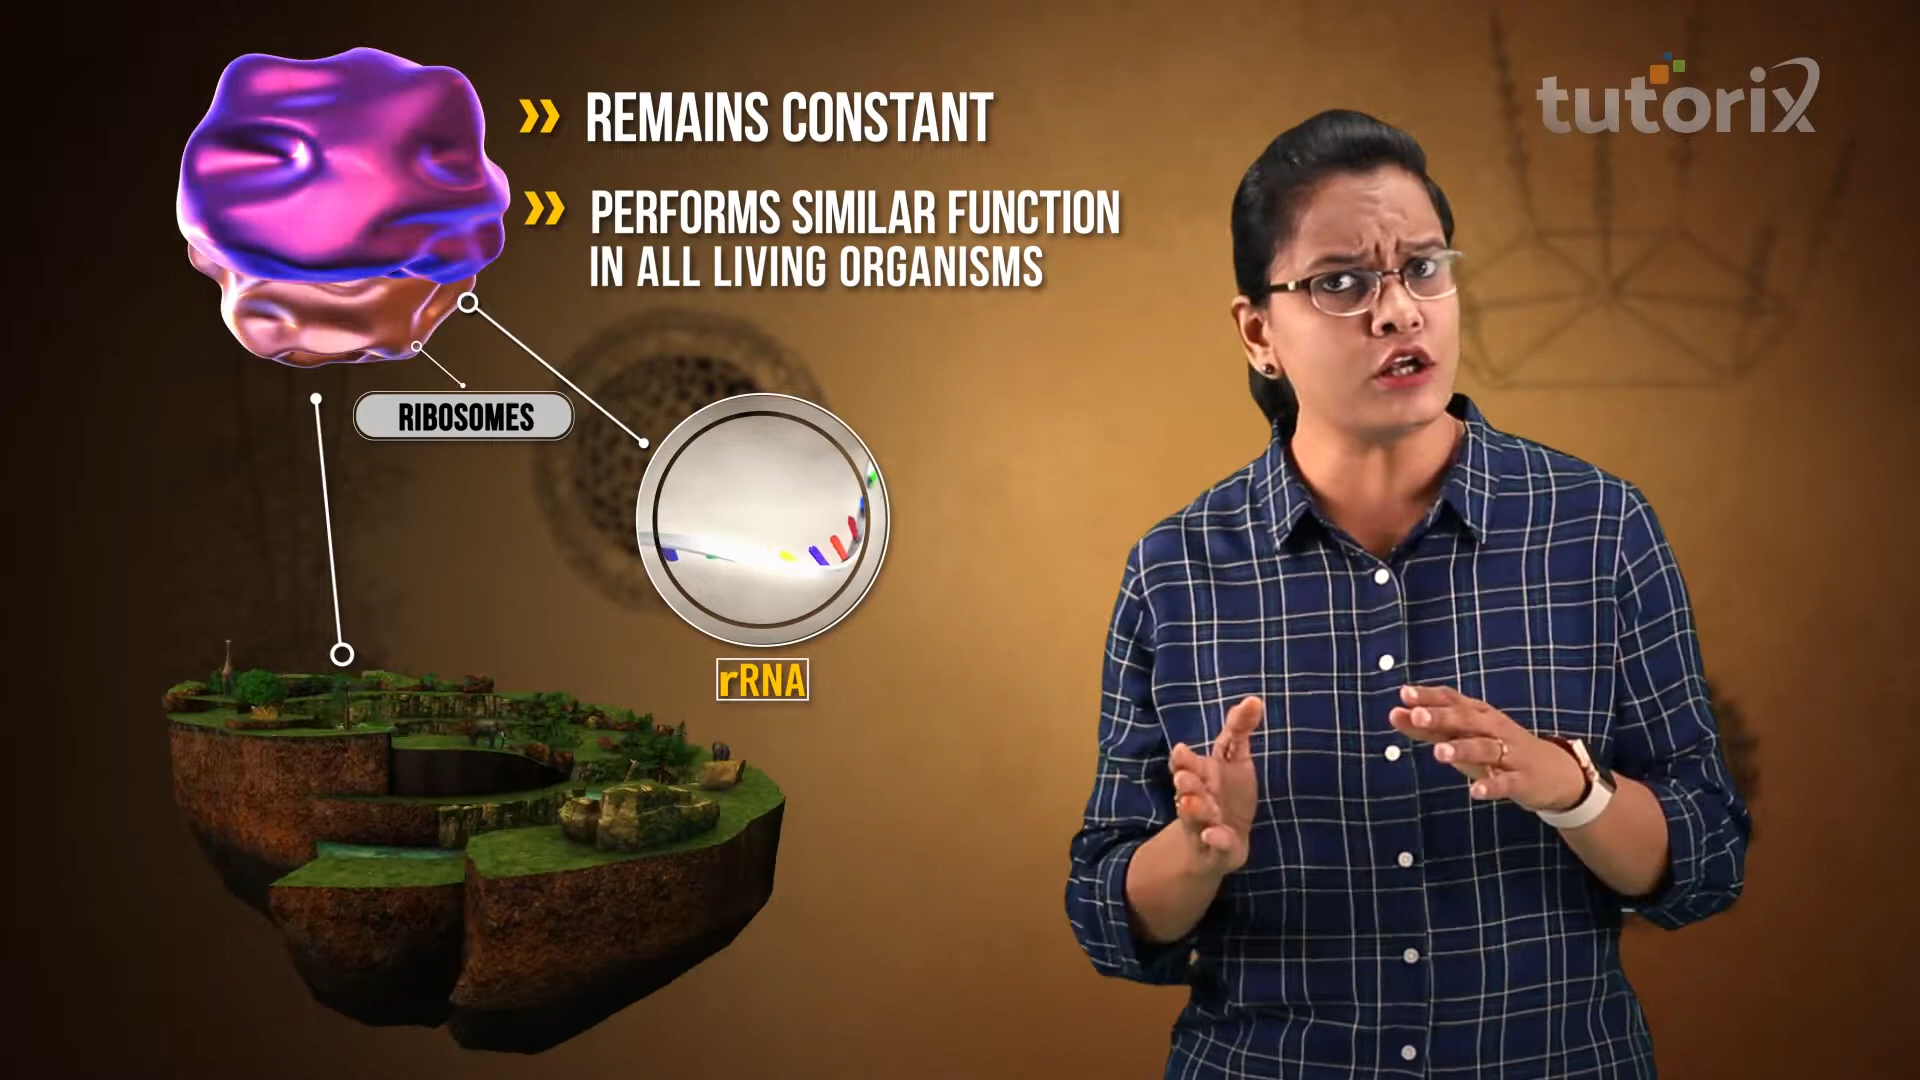 tutorix
REMAINS CONSTANT
PERFORMS SIMILAR FUNCTION
IN ALL LIVING ORGANISMS
RIBOSOMES
rRNA